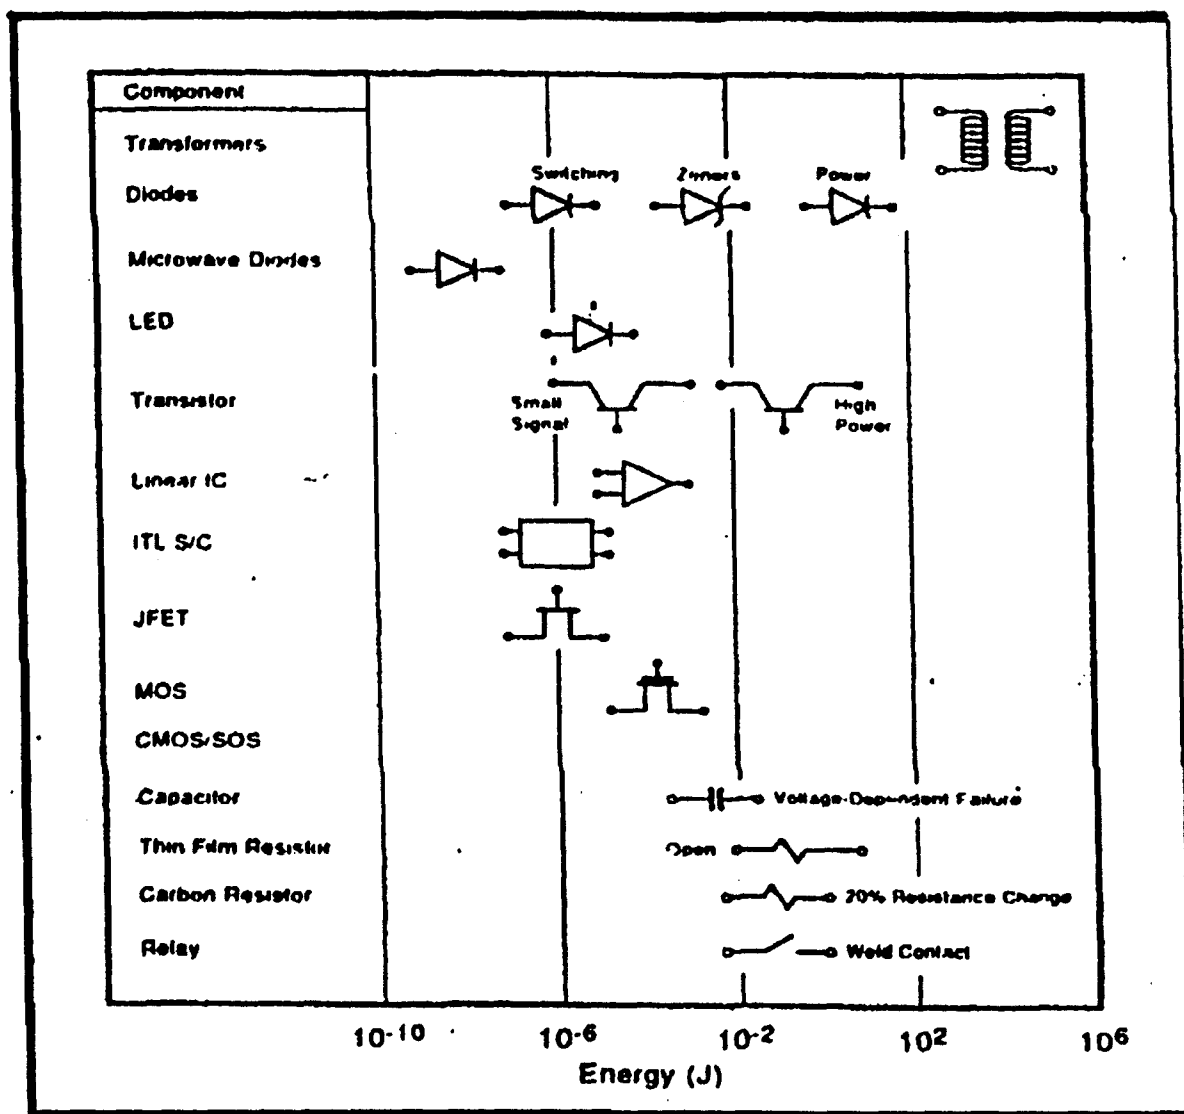 Component
Transformers
Diodes
Switching
Zeners
Power
Microwave Diodes
LED
Transistor
Small
Signal
High
Power
Linear IC
ITL S/C
JFET
MOS
CMOS/SOS
Capacitor
Voltage-Dependent Failure
Thin Film Resistor
Open
Carbon Resistor
20% Resistance Change
Relay
Weld Contact
10-10
10-6
10-2
102
106
Energy (J)